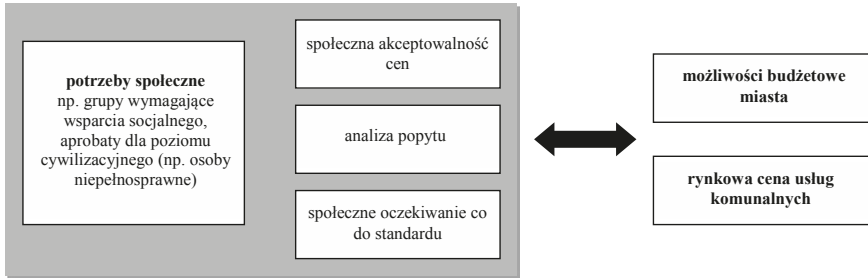 potrzeby społeczne
np. grupy wymagające
wsparcia socjalnego,
aprobaty dla poziomu
cywilizacyjnego (np. osoby
niepełnosprawne)
społeczna akceptowalność
cen
analiza popytu
społeczne oczekiwanie co
do standardu
możliwości budżetowe
miasta
rynkowa cena usług
komunalnych